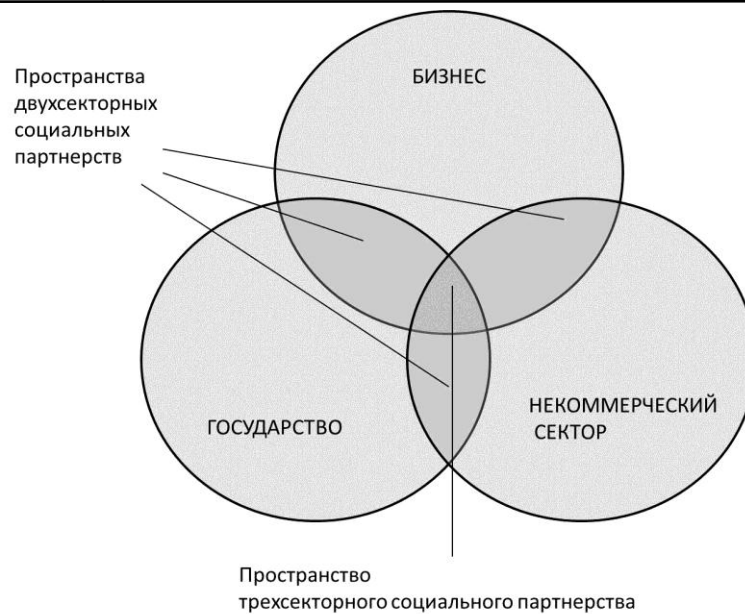 Пространства
двухсекторных
социальных
партнерств
БИЗНЕС
ГОСУДАРСТВО
НЕКОММЕРЧЕСКИЙ
СЕКТОР
Пространство
трехсекторного социального партнерства